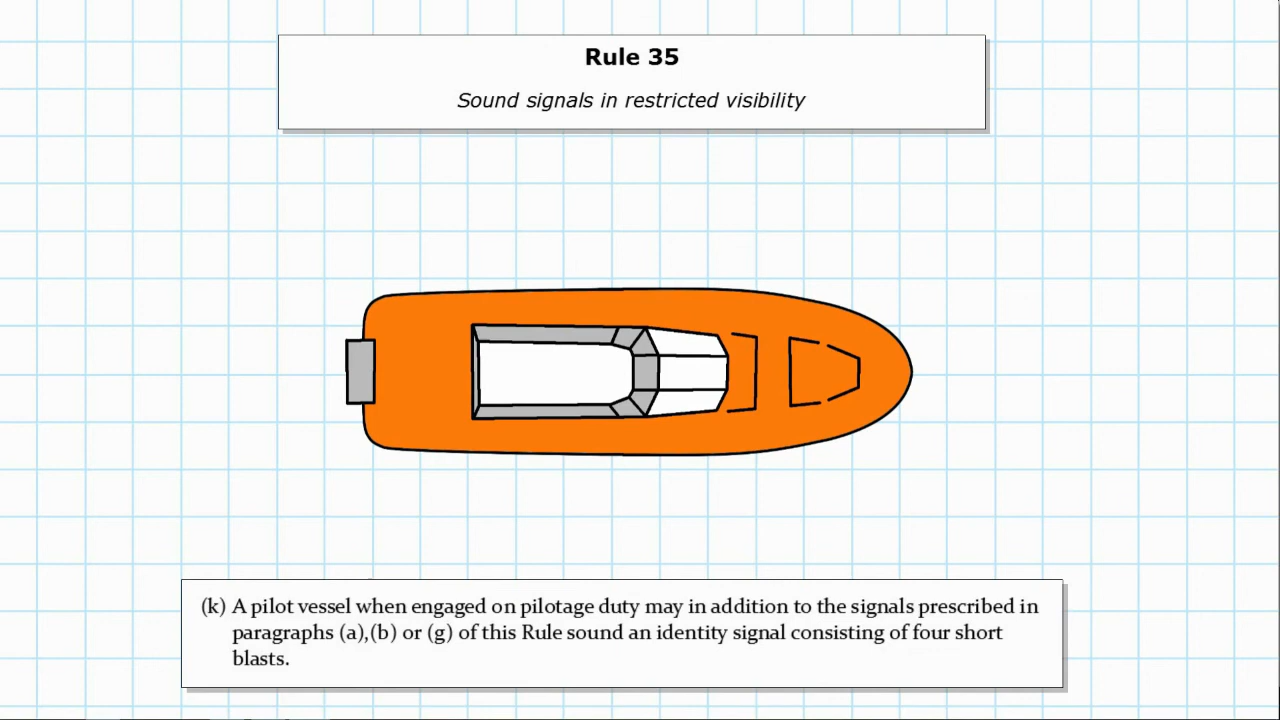 Rule 35
Sound signals in restricted visibility
(k) A pilot vessel when engaged on pilotage duty may in addition to the signals prescribed in
paragraphs (a),(b) or (g) of this Rule sound an identity signal consisting of four short
blasts.